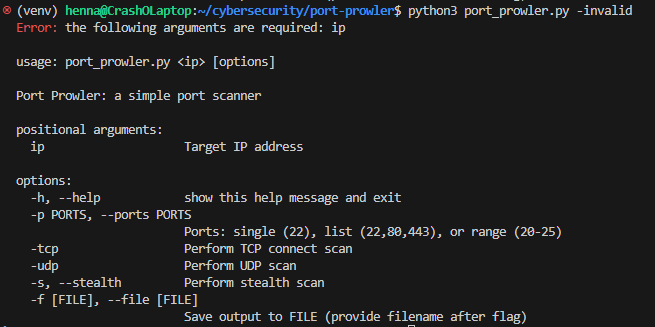 (venv) henna@CrashOLaptop:~/cybersecurity/port-prowler$ python3 port_prowler.py -invalid
Error: the following arguments are required: ip
usage: port_prowler.py <ip> [options]
Port Prowler: a simple port scanner
positional arguments:
ip Target IP address
options:
-h, --help show this help message and exit
-p PORTS, --ports PORTS
Ports: single (22), list (22,80,443), or range (20-25)
-tcp Perform TCP connect scan
-udp Perform UDP scan
-s, --stealth Perform stealth scan
-f [FILE], --file [FILE]
Save output to FILE (provide filename after flag)